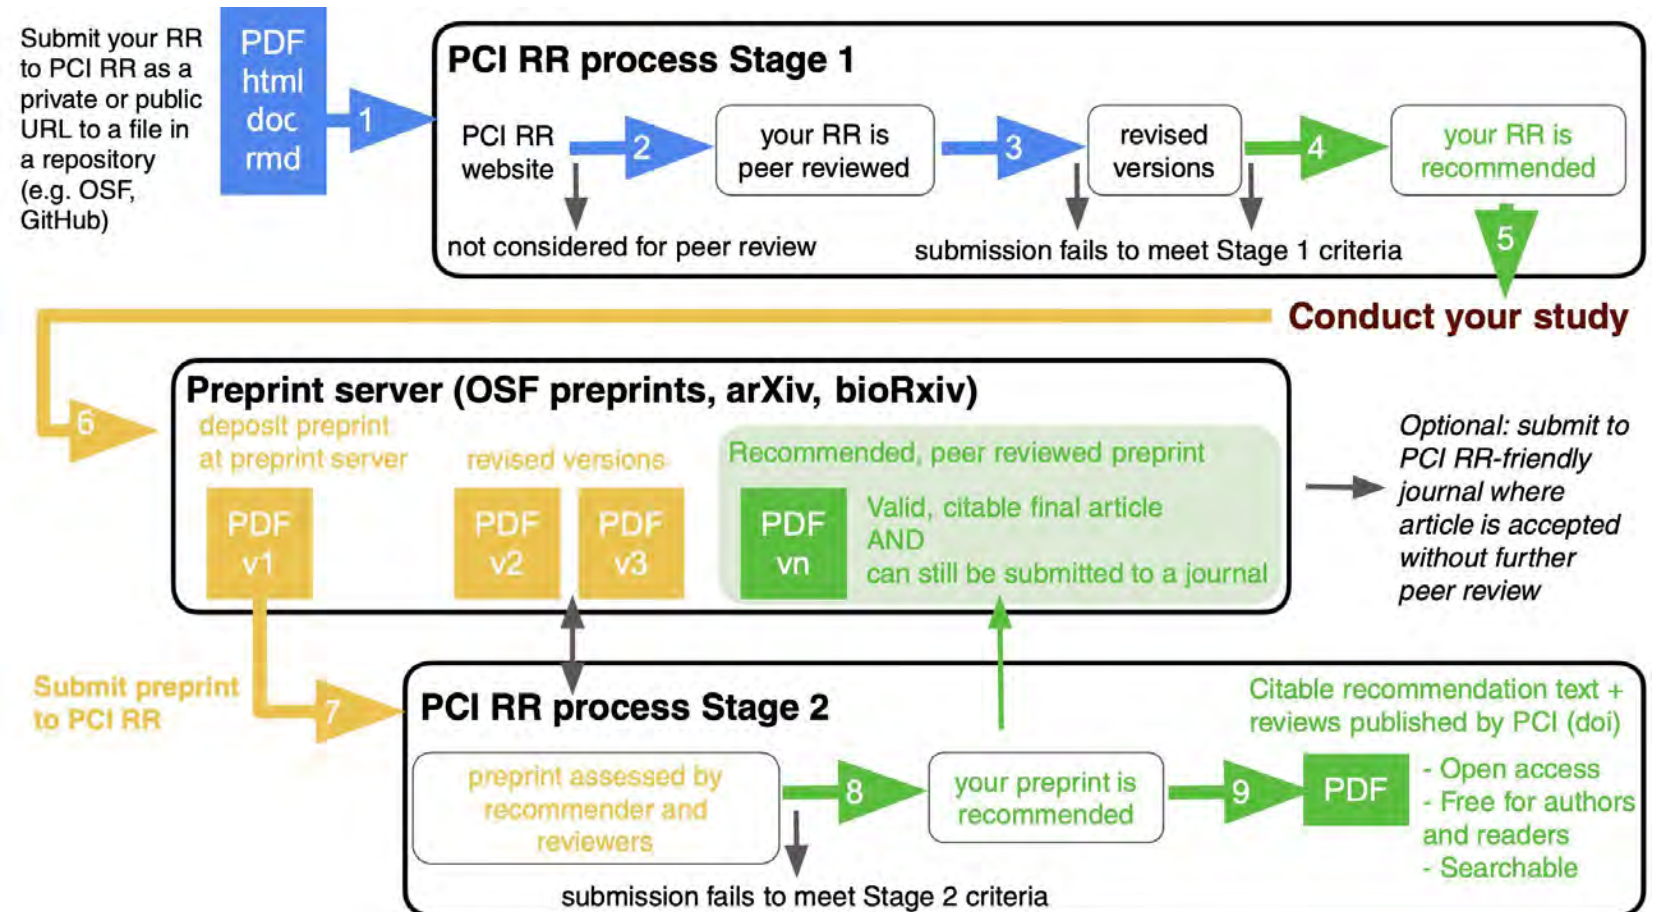 Submit your RR
to PCI RR as a
private or public
URL to a file in
a repository
(e.g. OSF,
GitHub)
PDF
html
doc
rmd
1
PCI RR process Stage 1
PCI RR
website
2
your RR is
peer reviewed
3
revised
versions
4
your RR is
recommended
not considered for peer review
submission fails to meet Stage 1 criteria
5
Conduct your study
6
Preprint server (OSF preprints, arXiv, bioRxiv)
deposit preprint
at preprint server
revised versions
Recommended, peer reviewed preprint
PDF
v1
PDF
v2
PDF
v3
PDF
vn
Valid, citable final article
AND
can still be submitted to a journal
Optional: submit to
PCI RR-friendly
journal where
article is accepted
without further
peer review
Submit preprint
to PCI RR
7
PCI RR process Stage 2
preprint assessed by
recommender and
reviewers
8
your preprint is
recommended
9
Citable recommendation text +
reviews published by PCI (doi)
PDF
- Open access
- Free for authors
and readers
- Searchable
submission fails to meet Stage 2 criteria